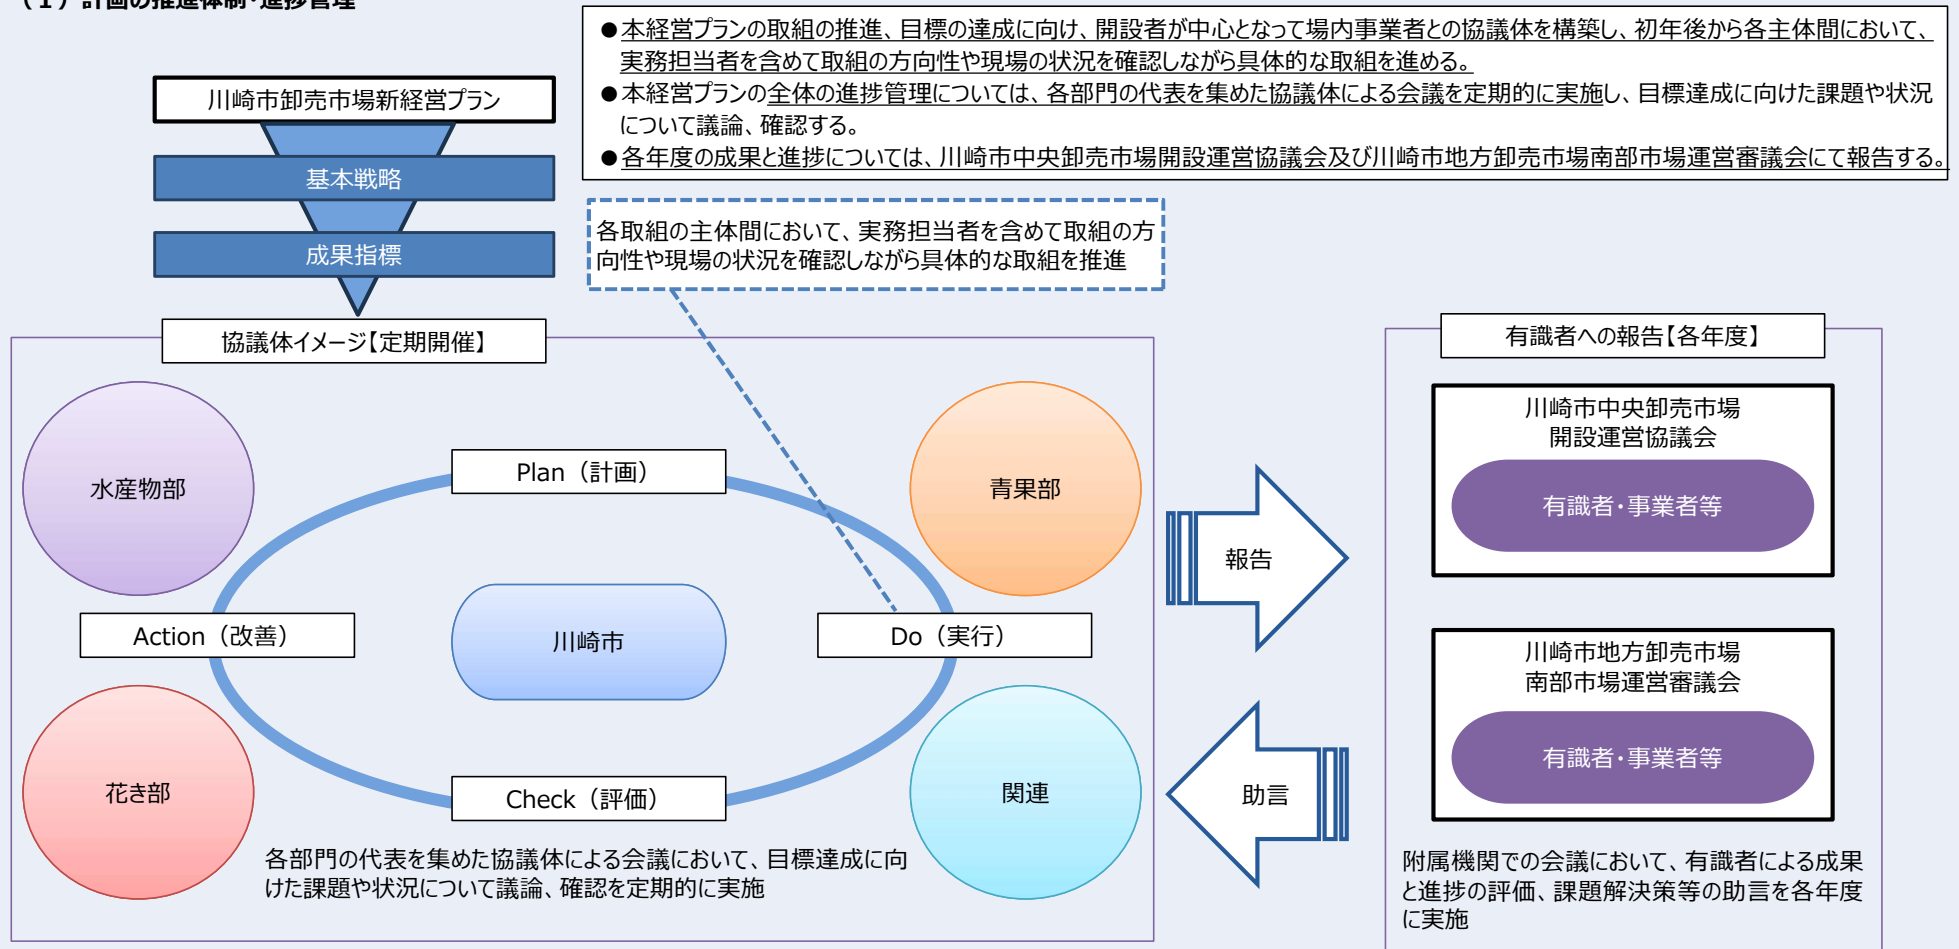 （１）計画の推進体制・進捗管理
●本経営プランの取組の推進、目標の達成に向け、開設者が中心となって場内事業者との協議体を構築し、初年後から各主体間において、
実務担当者を含めて取組の方向性や現場の状況を確認しながら具体的な取組を進める。
●本経営プランの全体の進捗管理については、各部門の代表を集めた協議体による会議を定期的に実施し、目標達成に向けた課題や状況
について議論、確認する。
●各年度の成果と進捗については、川崎市中央卸売市場開設運営協議会及び川崎市地方卸売市場南部市場運営審議会にて報告する。
川崎市卸売市場新経営プラン
基本戦略
成果指標
各取組の主体間において、実務担当者を含めて取組の方
向性や現場の状況を確認しながら具体的な取組を推進
協議体イメージ【定期開催】
水産物部
青果部
Plan（計画）
Action（改善）
川崎市
Do（実行）
花き部
Check（評価）
関連
各部門の代表を集めた協議体による会議において、目標達成に向
けた課題や状況について議論、確認を定期的に実施
報告
助言
有識者への報告【各年度】
川崎市中央卸売市場
開設運営協議会
有識者・事業者等
川崎市地方卸売市場
南部市場運営審議会
有識者・事業者等
附属機関での会議において、有識者による成果
と進捗の評価、課題解決策等の助言を各年度
に実施